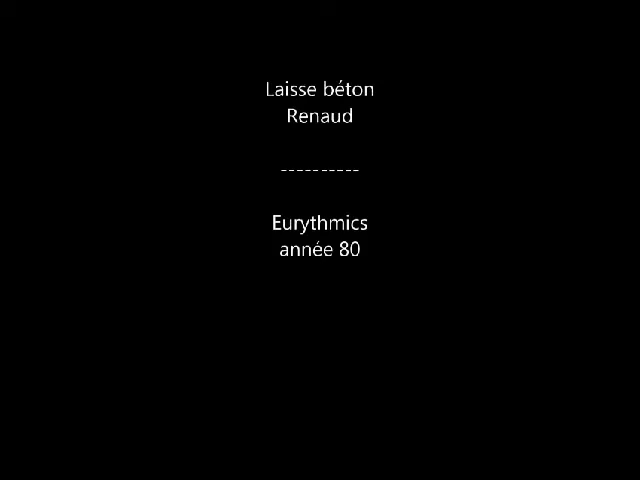 Laisse béton
Renaud
----------
Eurythmics
année 80